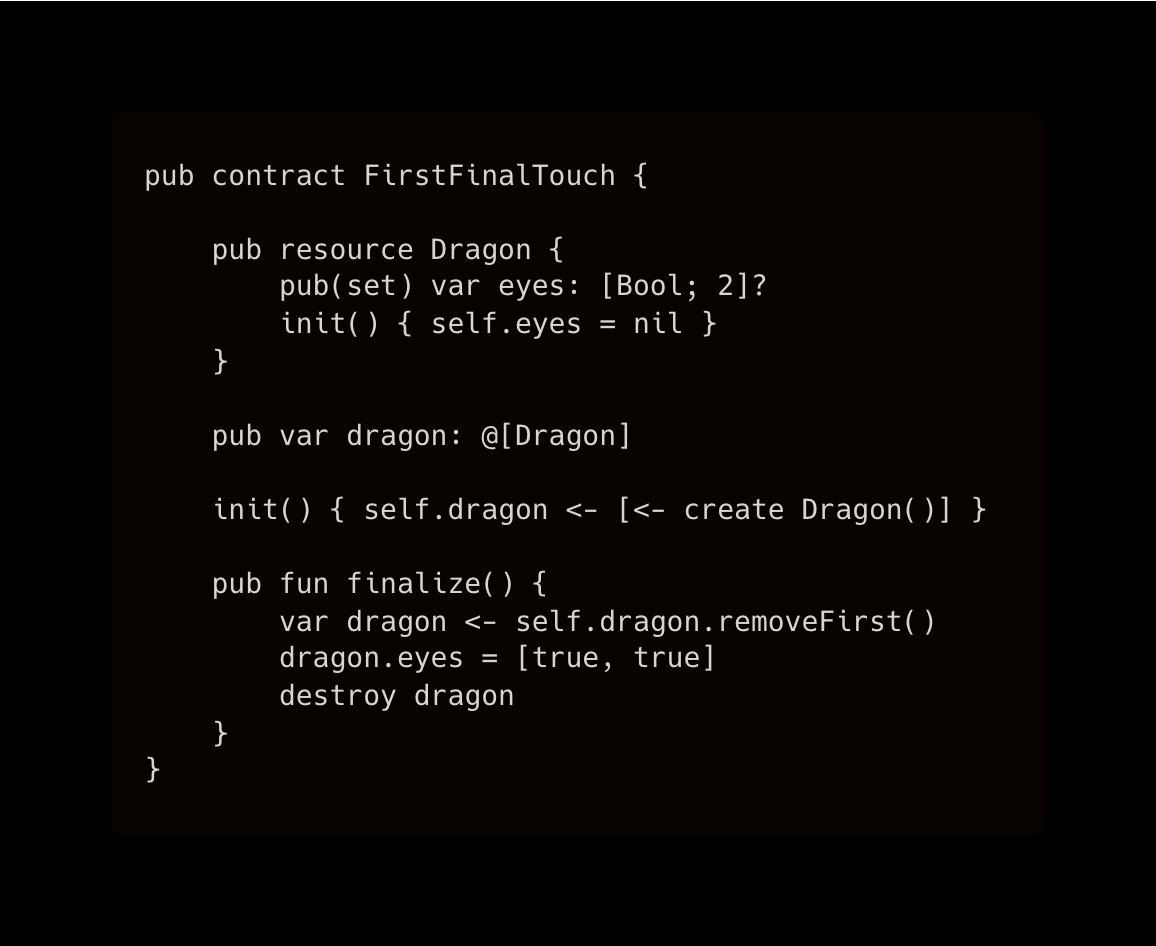 pub contract FirstFinalTouch {
    pub resource Dragon {
        pub(set) var eyes: [Bool; 2]?
        init() { self.eyes = nil }
    }
    pub var dragon: @[Dragon]
    init() { self.dragon <- [<- create Dragon()] }
    pub fun finalize() {
        var dragon <- self.dragon.removeFirst()
        dragon.eyes = [true, true]
        destroy dragon
    }
}